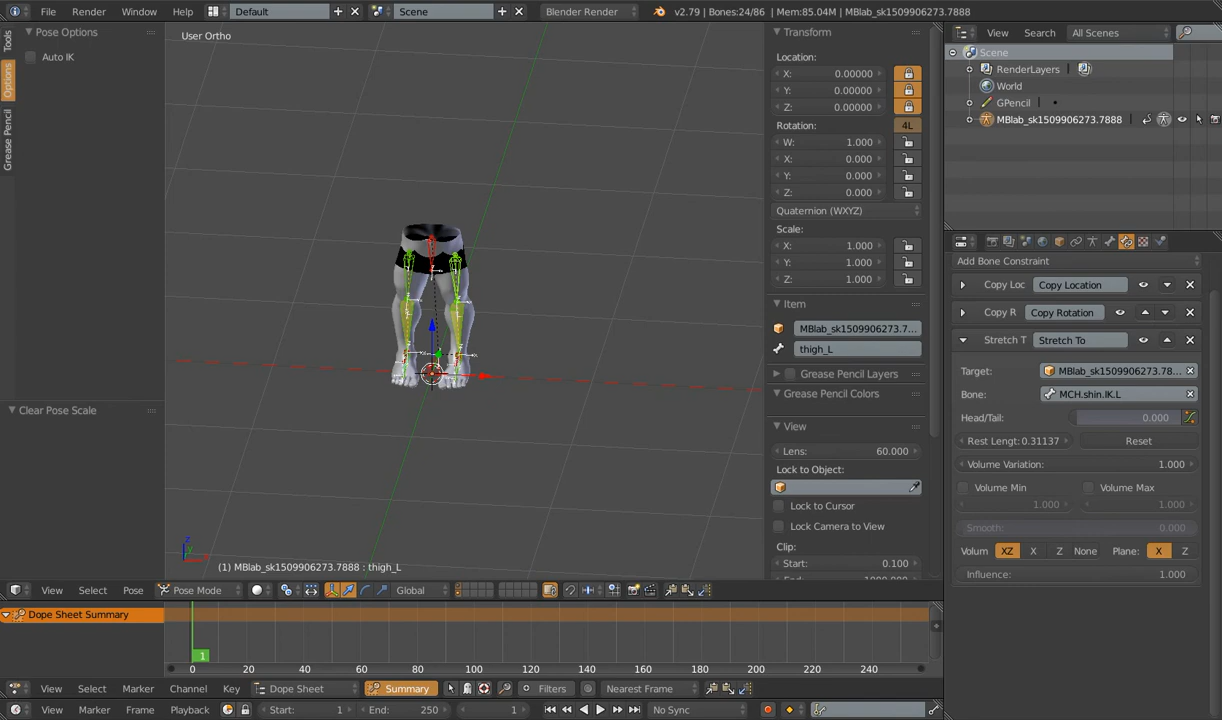 File Render Window Help Default Scene Blender Render v2.79 | Bones:24/86 | Mem:85.04M | MBlab_sk1509906273.7888
View Search All Scenes
Tools
Options
Grease Pencil
Pose Options
Auto IK
Clear Pose Scale
User Ortho
(1) MBlab_sk1509906273.7888 : thigh_L
Transform
Location:
X: 0.00000
Y: 0.00000
Z: 0.00000
Rotation: 4L
W: 1.000
X: 0.000
Y: 0.000
Z: 0.000
Quaternion (WXYZ)
Scale:
X: 1.000
Y: 1.000
Z: 1.000
Item
MBlab_sk1509906273.7...
thigh_L
Grease Pencil Layers
Grease Pencil Colors
View
Lens: 60.000
Lock to Object:
Lock to Cursor
Lock Camera to View
Clip:
Start: 0.100
Scene
RenderLayers
World
GPencil
MBlab_sk1509906273.7888
Add Bone Constraint
Copy Loc Copy Location
Copy R Copy Rotation
Stretch T Stretch To
Target: MBlab_sk1509906273.78...
Bone: MCH.shin.IK.L
Head/Tail: 0.000
Rest Lengt: 0.31137 Reset
Volume Variation: 1.000
Volume Min Volume Max
1.000 1.000
Smooth: 0.000
Volum XZ X Z None Plane: X Z
Influence: 1.000
View Select Pose Pose Mode Global
Dope Sheet Summary
1
0 20 40 60 80 100 120 140 160 180 200 220 240
View Select Marker Channel Key Dope Sheet Summary Filters Nearest Frame
View Marker Frame Playback Start: 1 End: 250 1 No Sync